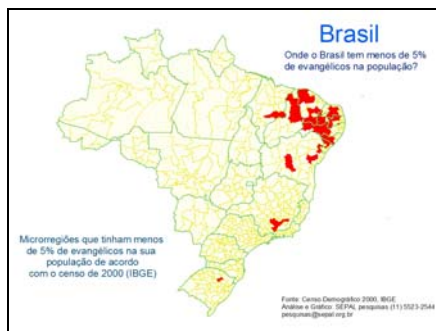 Brasil
Onde o Brasil tem menos de 5%
de evangélicos na população?
Microrregiões que tinham menos
de 5% de evangélicos na sua
população de acordo
com o censo de 2000 (IBGE)
Fonte: Censo Demográfico 2000, IBGE
Análise e Gráfico: SEPAL pesquisas (11) 5523-2544
pesquisas@sepal.org.br